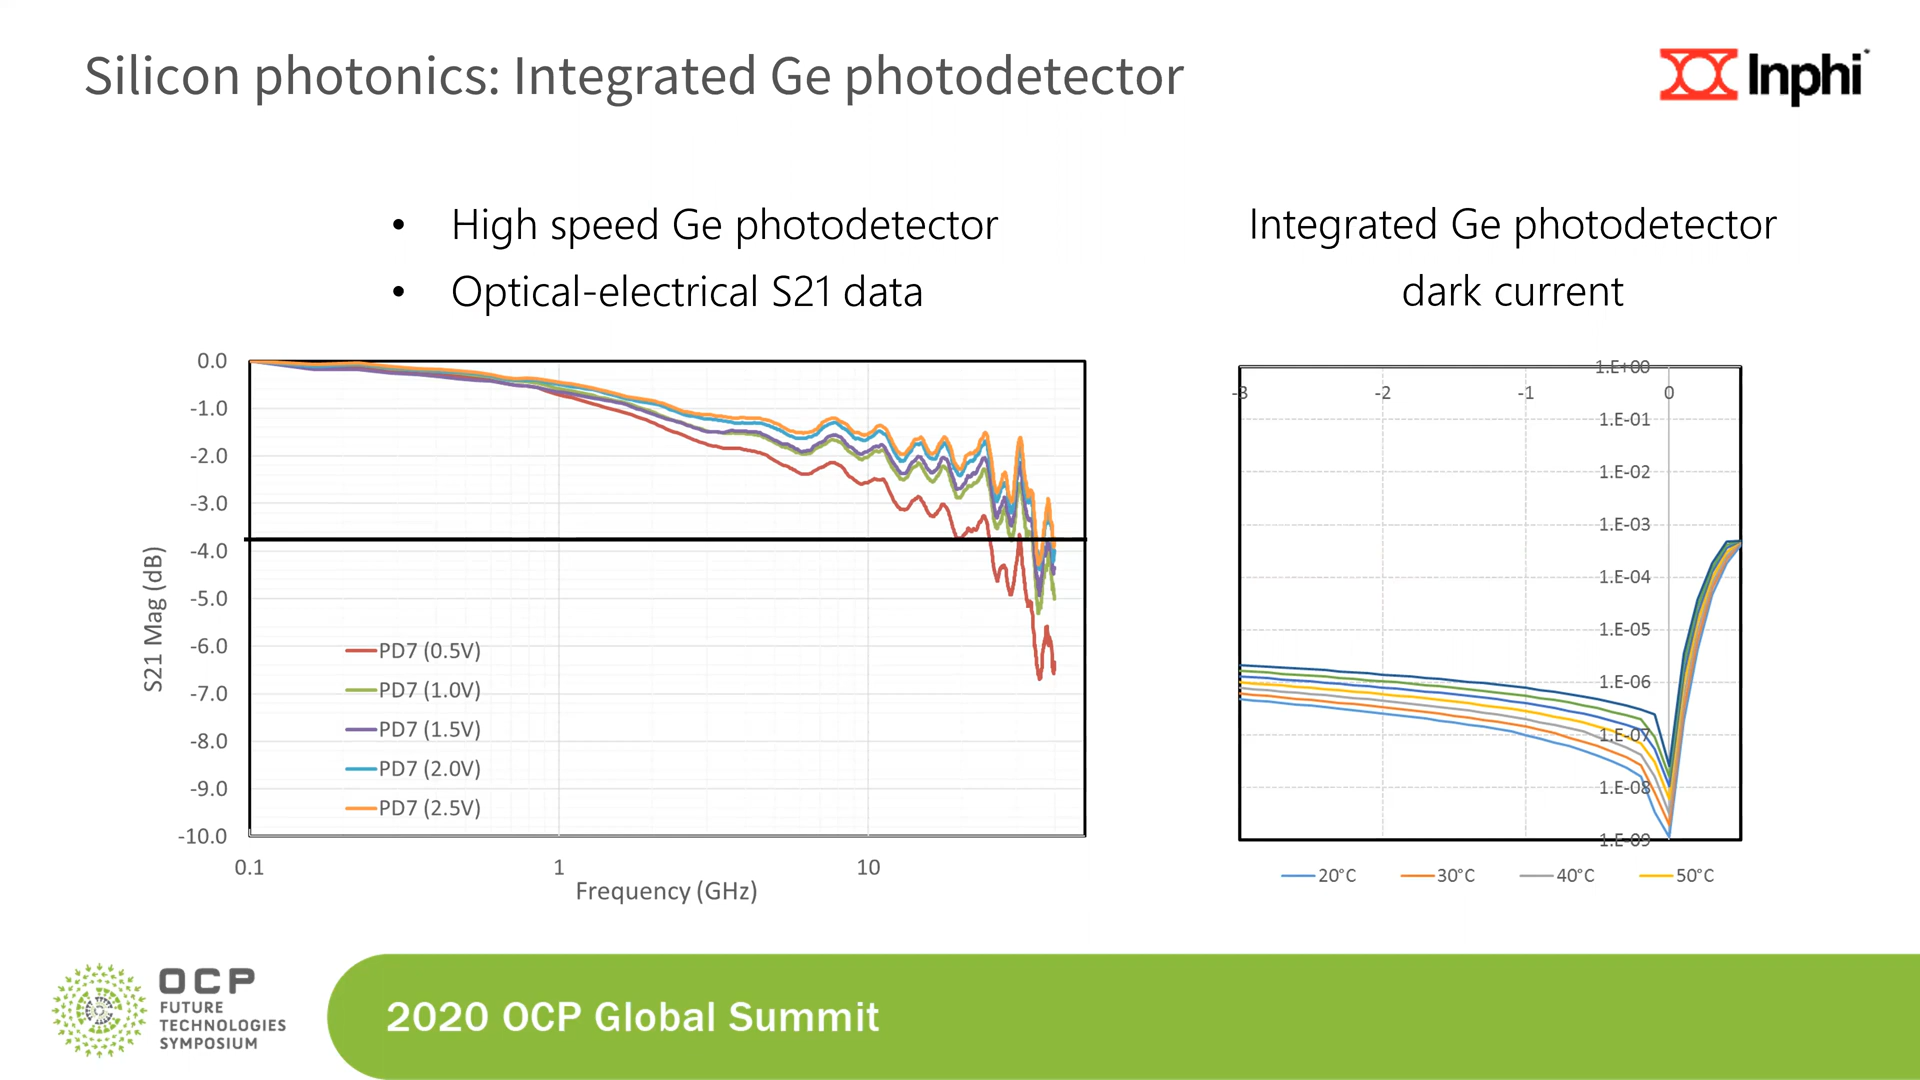 Silicon photonics: Integrated Ge photodetector
Inphi
• High speed Ge photodetector
• Optical-electrical S21 data
Integrated Ge photodetector
dark current
0.0
-1.0
-2.0
-3.0
-4.0
-5.0
-6.0
-7.0
-8.0
-9.0
-10.0
S21 Mag (dB)
PD7 (0.5V)
PD7 (1.0V)
PD7 (1.5V)
PD7 (2.0V)
PD7 (2.5V)
0.1 1 10
Frequency (GHz)
1.E+00
-3 -2 -1 0
1.E-01
1.E-02
1.E-03
1.E-04
1.E-05
1.E-06
1.E-07
1.E-08
1.E-09
20°C 30°C 40°C 50°C
OCP
FUTURE
TECHNOLOGIES
SYMPOSIUM
2020 OCP Global Summit